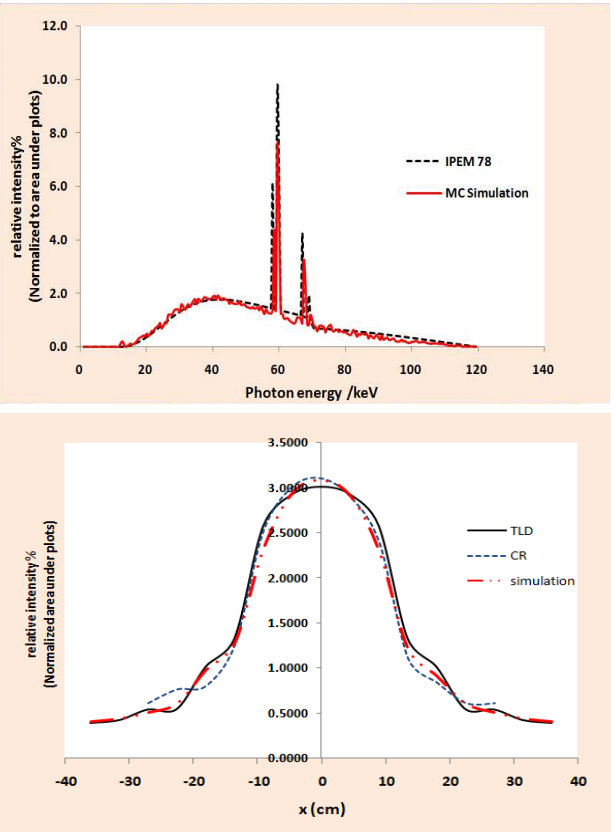 relative intensity%
(Normalized to area under plots)
12.0
10.0
8.0
6.0
4.0
2.0
0.0
IPEM 78
MC Simulation
0 20 40 60 80 100 120 140
Photon energy /keV
relative intensity%
(Normalized area under plots)
3.5000
3.0000
2.5000
2.0000
1.5000
1.0000
0.5000
0.0000
TLD
CR
simulation
-40 -30 -20 -10 0 10 20 30 40
x (cm)